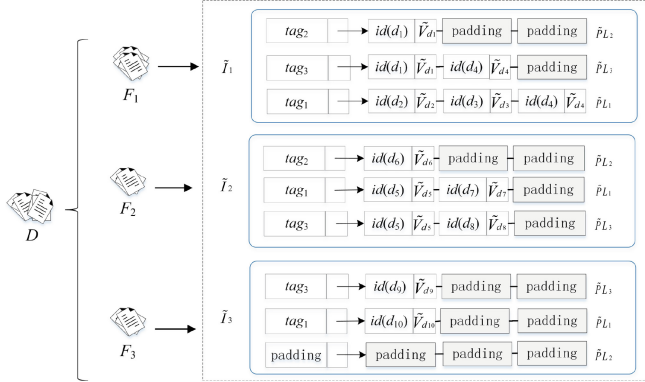 tag₂ id(d₁) Ṽd₁ padding padding p̃L₂
F₁ Ĩ₁ tag₃ id(d₁) Ṽd₁ id(d₄) Ṽd₄ padding p̃L₃
tag₁ id(d₂) Ṽd₂ id(d₃) Ṽd₃ id(d₄) Ṽd₄ p̃L₁
tag₂ id(d₆) Ṽd₆ padding padding p̃L₂
D F₂ Ĩ₂ tag₁ id(d₅) Ṽd₅ id(d₇) Ṽd₇ padding p̃L₁
tag₃ id(d₅) Ṽd₅ id(d₈) Ṽd₈ padding p̃L₃
tag₃ id(d₉) Ṽd₉ padding padding p̃L₃
F₃ Ĩ₃ tag₁ id(d₁₀) Ṽd₁₀ padding padding p̃L₁
padding padding padding padding p̃L₂